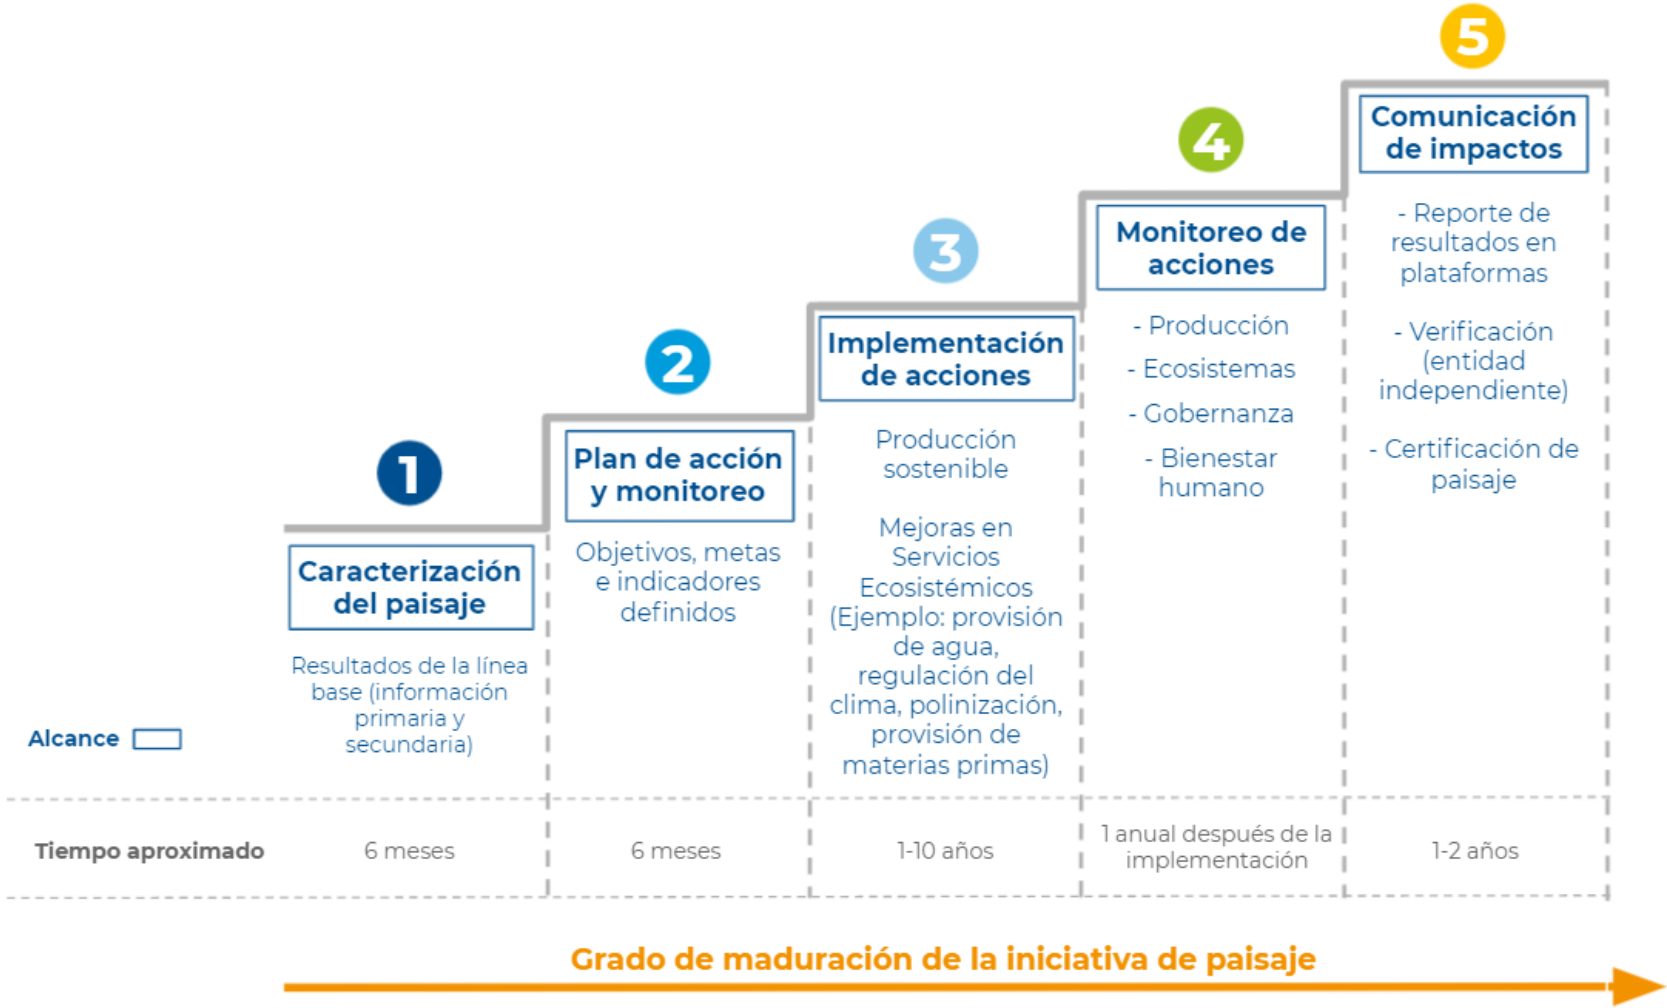 1
Caracterización
del paisaje
Resultados de la línea
base (información
primaria y
secundaria)
2
Plan de acción
y monitoreo
Objetivos, metas
e indicadores
definidos
3
Implementación
de acciones
Producción
sostenible
Mejoras en
Servicios
Ecosistémicos
(Ejemplo: provisión
de agua,
regulación del
clima, polinización,
provisión de
materias primas)
4
Monitoreo de
acciones
- Producción
- Ecosistemas
- Gobernanza
- Bienestar
humano
5
Comunicación
de impactos
- Reporte de
resultados en
plataformas
- Verificación
(entidad
independiente)
- Certificación de
paisaje
Alcance
Tiempo aproximado
6 meses
6 meses
1-10 años
1 anual después de la
implementación
1-2 años
Grado de maduración de la iniciativa de paisaje